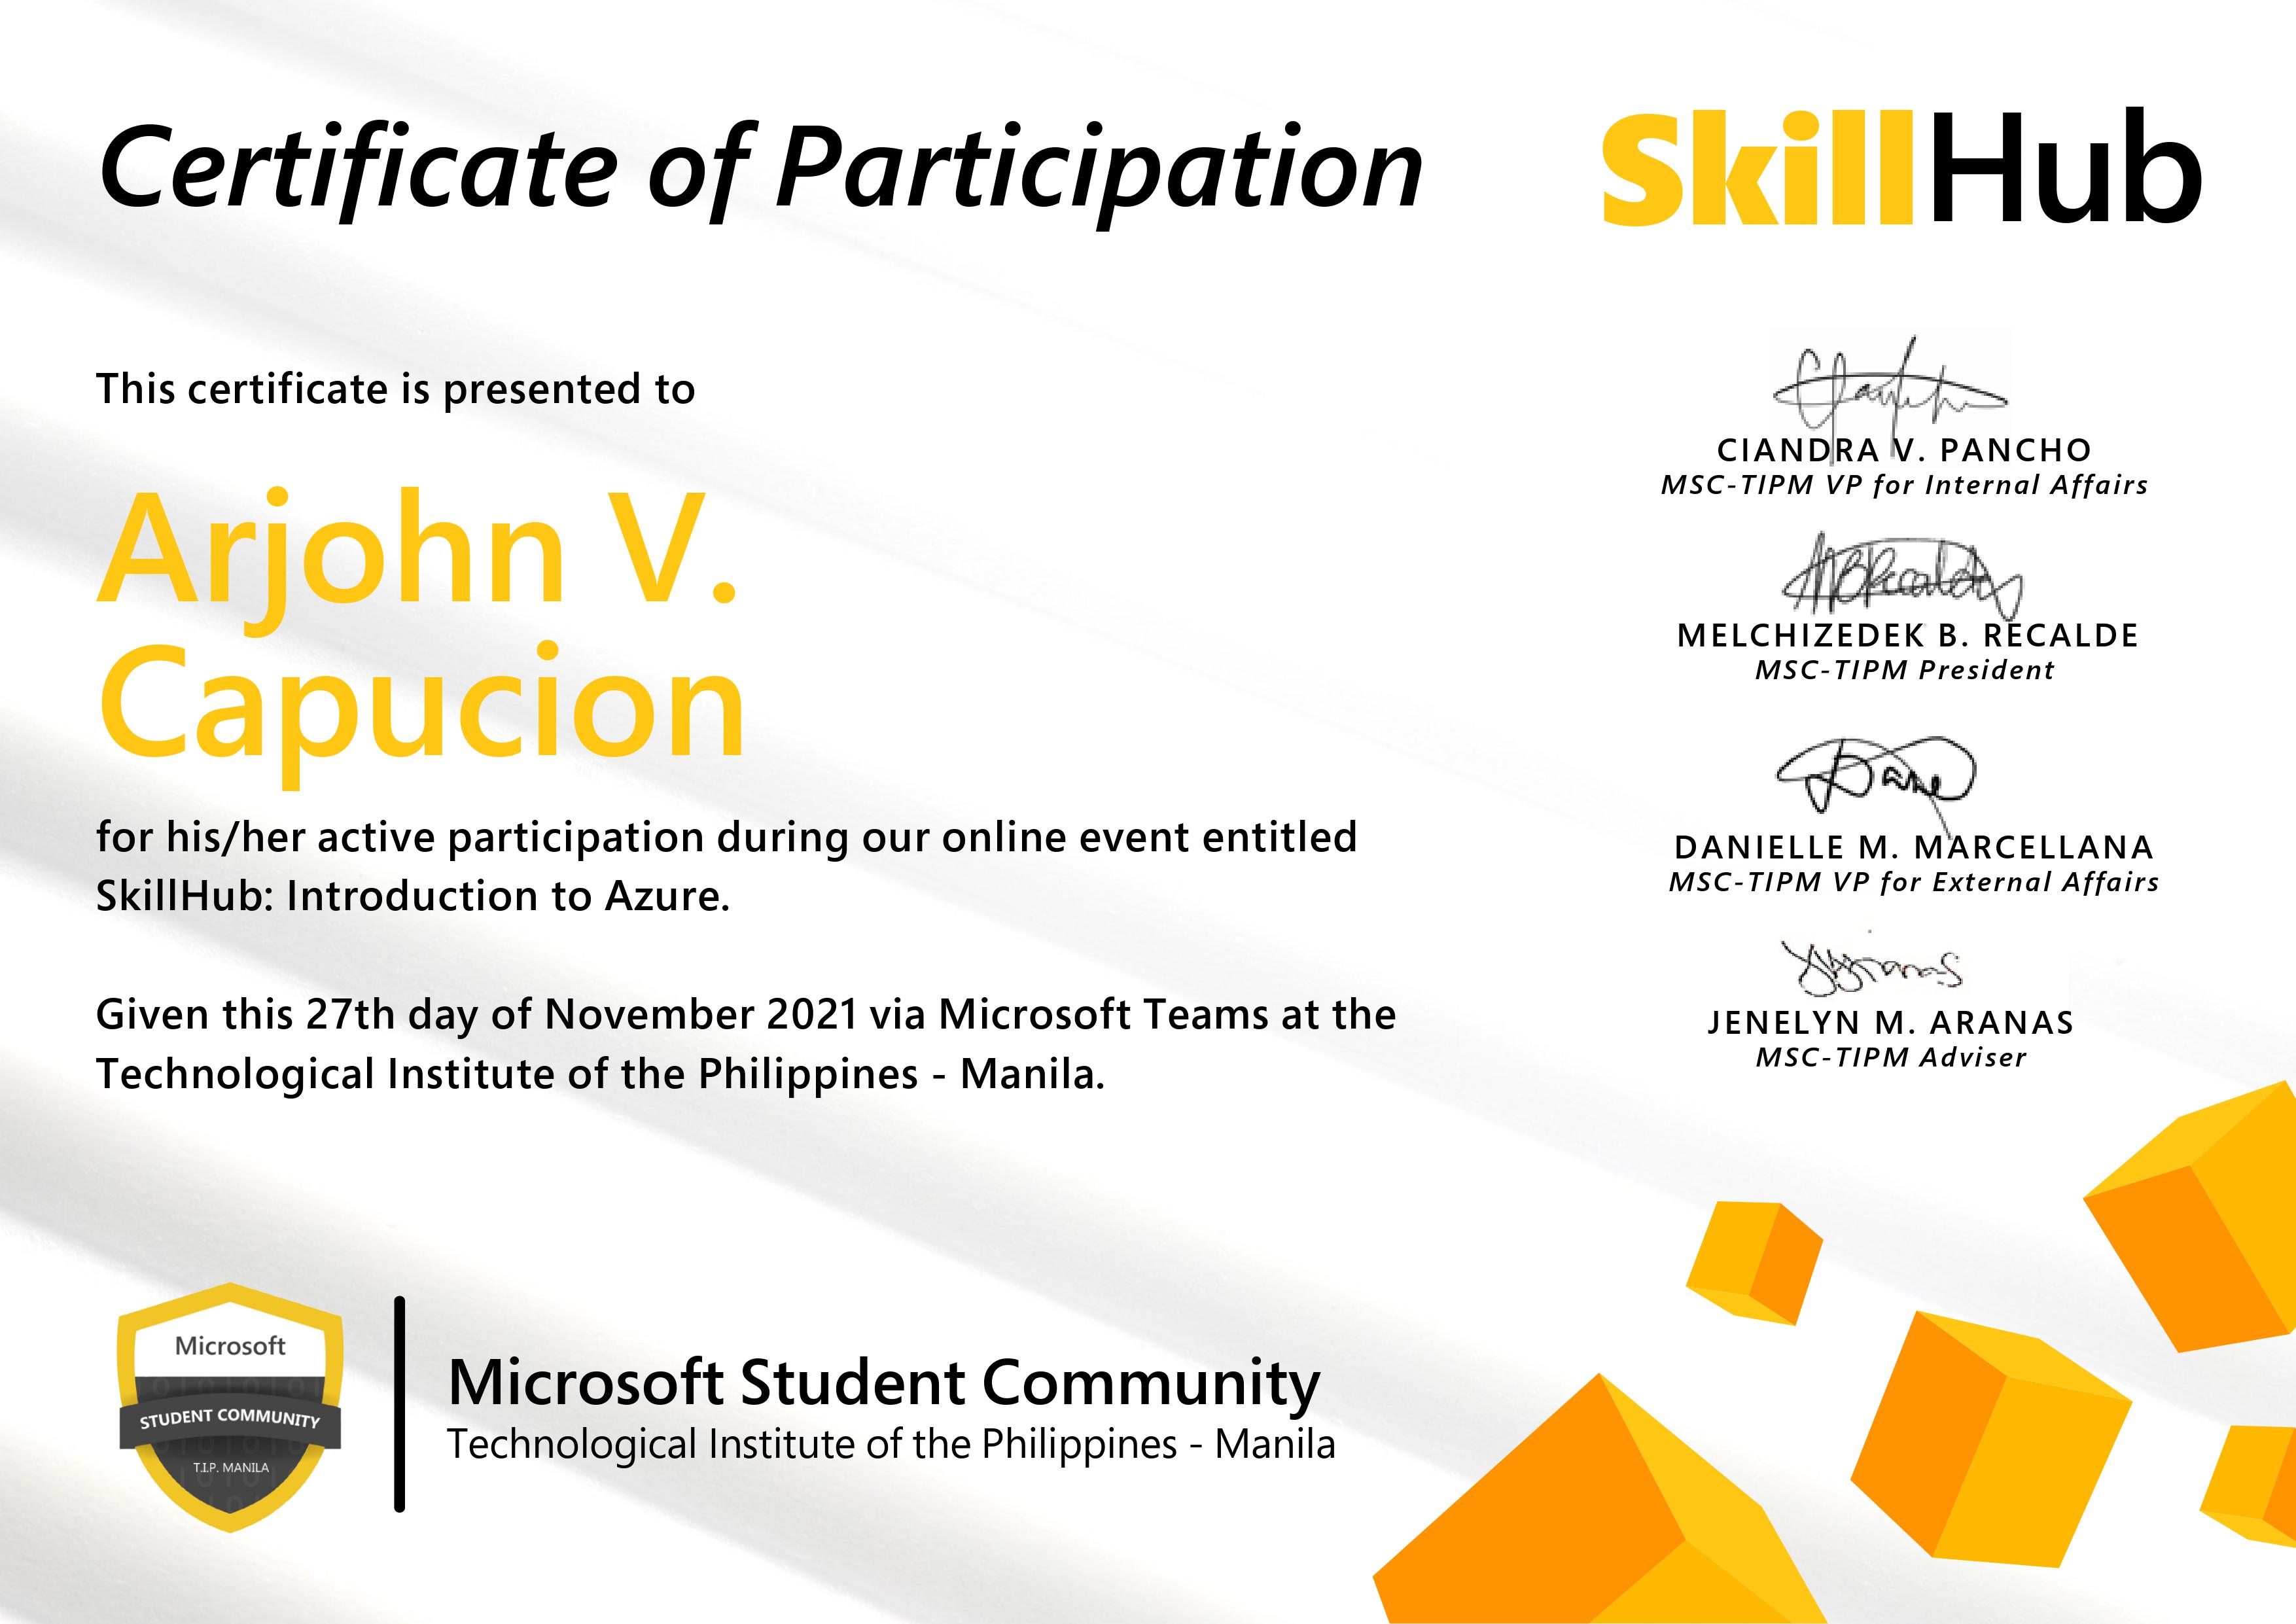 Certificate of Participation
SkillHub
This certificate is presented to
Arjohn V.
Capucion
for his/her active participation during our online event entitled
SkillHub: Introduction to Azure.
Given this 27th day of November 2021 via Microsoft Teams at the
Technological Institute of the Philippines - Manila.
CIANDRA V. PANCHO
MSC-TIPM VP for Internal Affairs
MELCHIZEDEK B. RECALDE
MSC-TIPM President
DANIELLE M. MARCELLANA
MSC-TIPM VP for External Affairs
JENELYN M. ARANAS
MSC-TIPM Adviser
Microsoft
STUDENT COMMUNITY
T.I.P. MANILA
Microsoft Student Community
Technological Institute of the Philippines - Manila